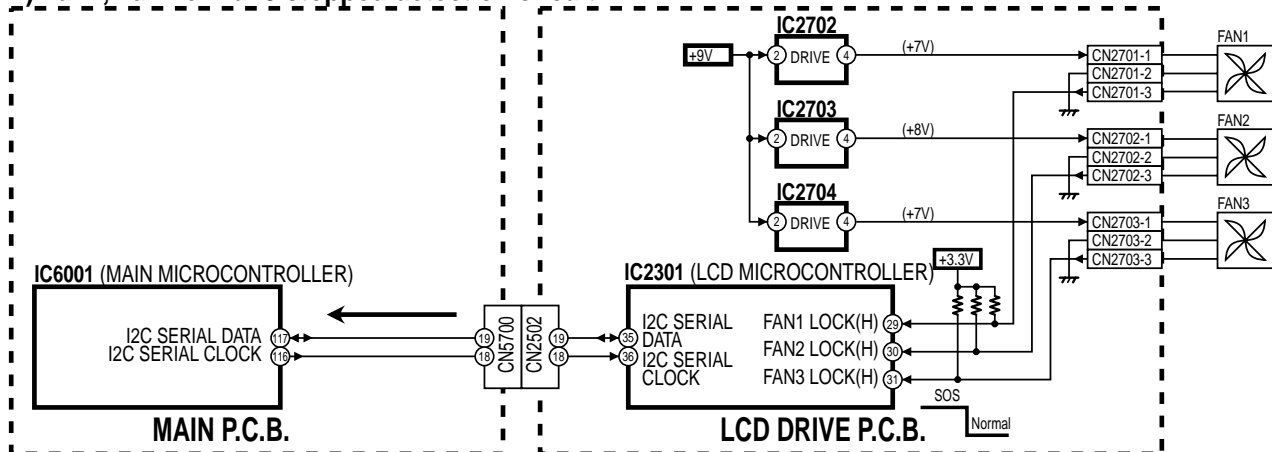 IC2702
+9V
2 DRIVE 4
(+7V)
CN2701-1
CN2701-2
CN2701-3
FAN1
IC2703
2 DRIVE 4
(+8V)
CN2702-1
CN2702-2
CN2702-3
FAN2
IC2704
2 DRIVE 4
(+7V)
CN2703-1
CN2703-2
CN2703-3
FAN3
+3.3V
IC6001 (MAIN MICROCONTROLLER)
I2C SERIAL DATA 117
I2C SERIAL CLOCK 116
19
18
CN5700
CN2502
19
18
IC2301 (LCD MICROCONTROLLER)
35 I2C SERIAL
DATA
36 I2C SERIAL
CLOCK
FAN1 LOCK(H) 29
FAN2 LOCK(H) 30
FAN3 LOCK(H) 31
SOS
Normal
MAIN P.C.B.
LCD DRIVE P.C.B.